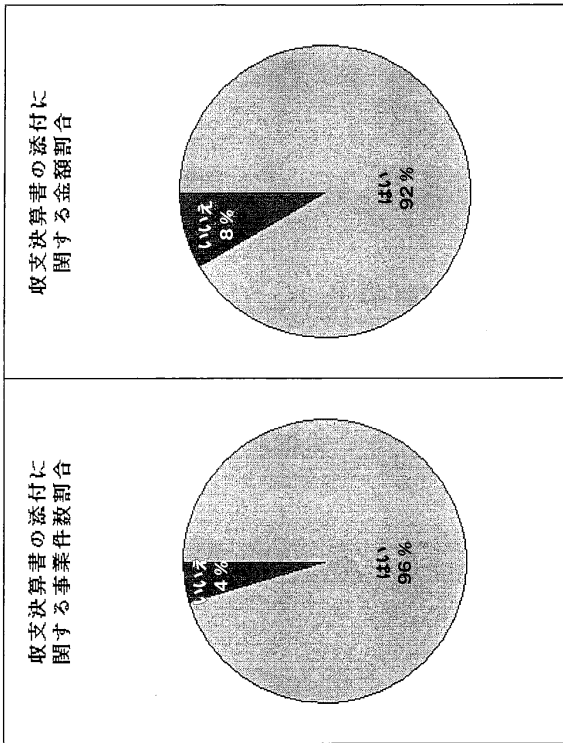 収支決算書の添付に
関する事業件数割合
いいえ
4%
はい
96%
収支決算書の添付に
関する金額割合
いいえ
8%
はい
92%